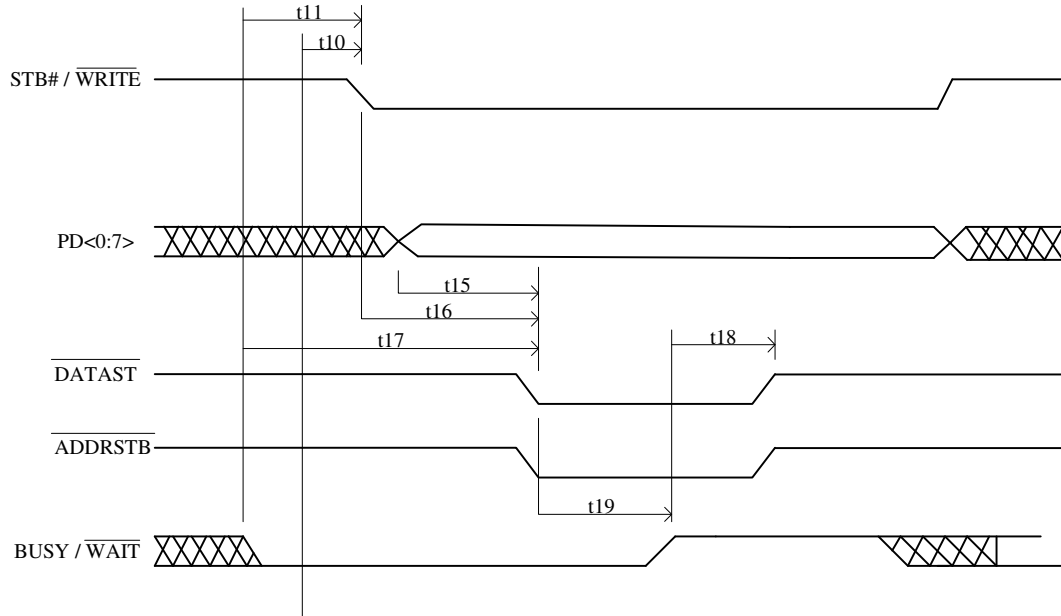 t11
t10
STB# / WRITE
PD<0:7>
t15
t16
t17
t18
DATAST
ADDRSTB
t19
BUSY / WAIT